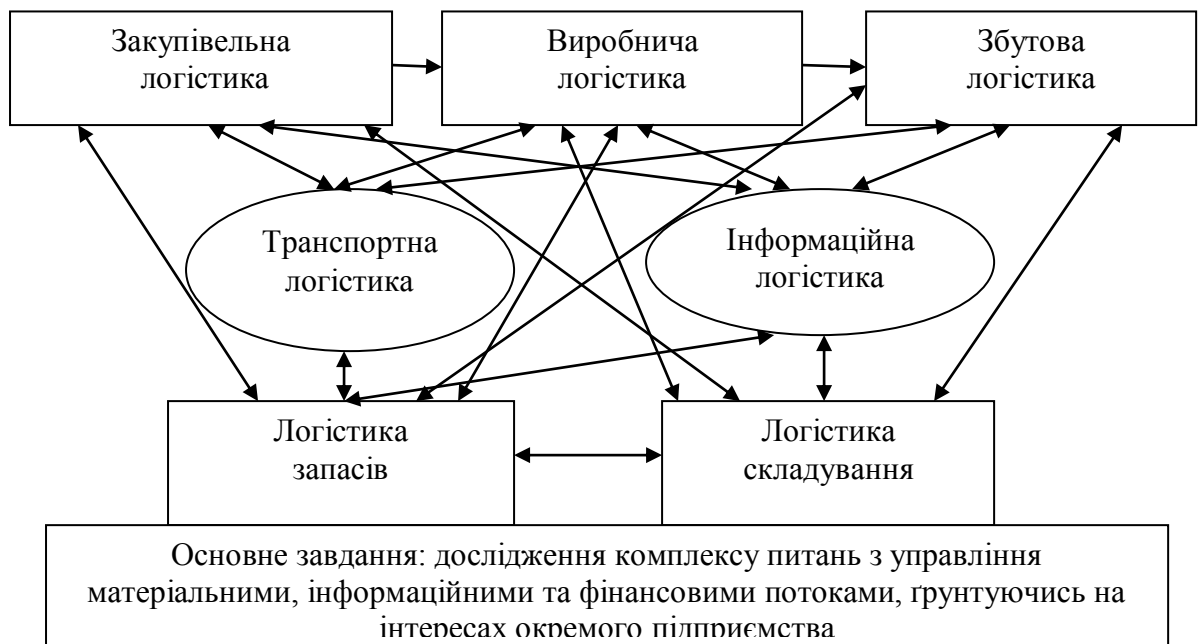 Закупівельна
логістика
Виробнича
логістика
Збутова
логістика
Транспортна
логістика
Інформаційна
логістика
Логістика
запасів
Логістика
складування
Основне завдання: дослідження комплексу питань з управління
матеріальними, інформаційними та фінансовими потоками, ґрунтуючись на
інтересах окремого підприємства